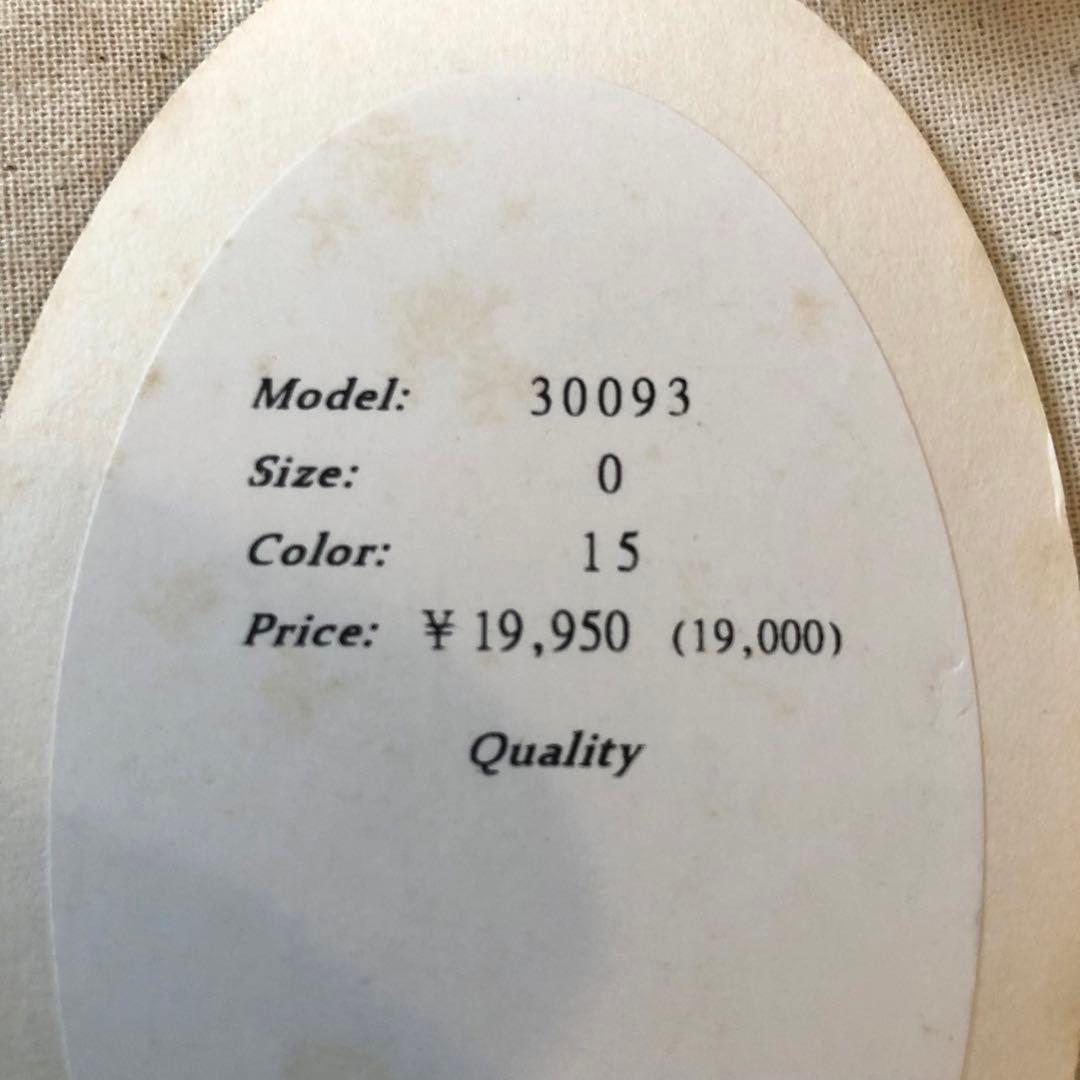 Model: 30093
Size: 0
Color: 15
Price: ¥19,950 (19,000)
Quality